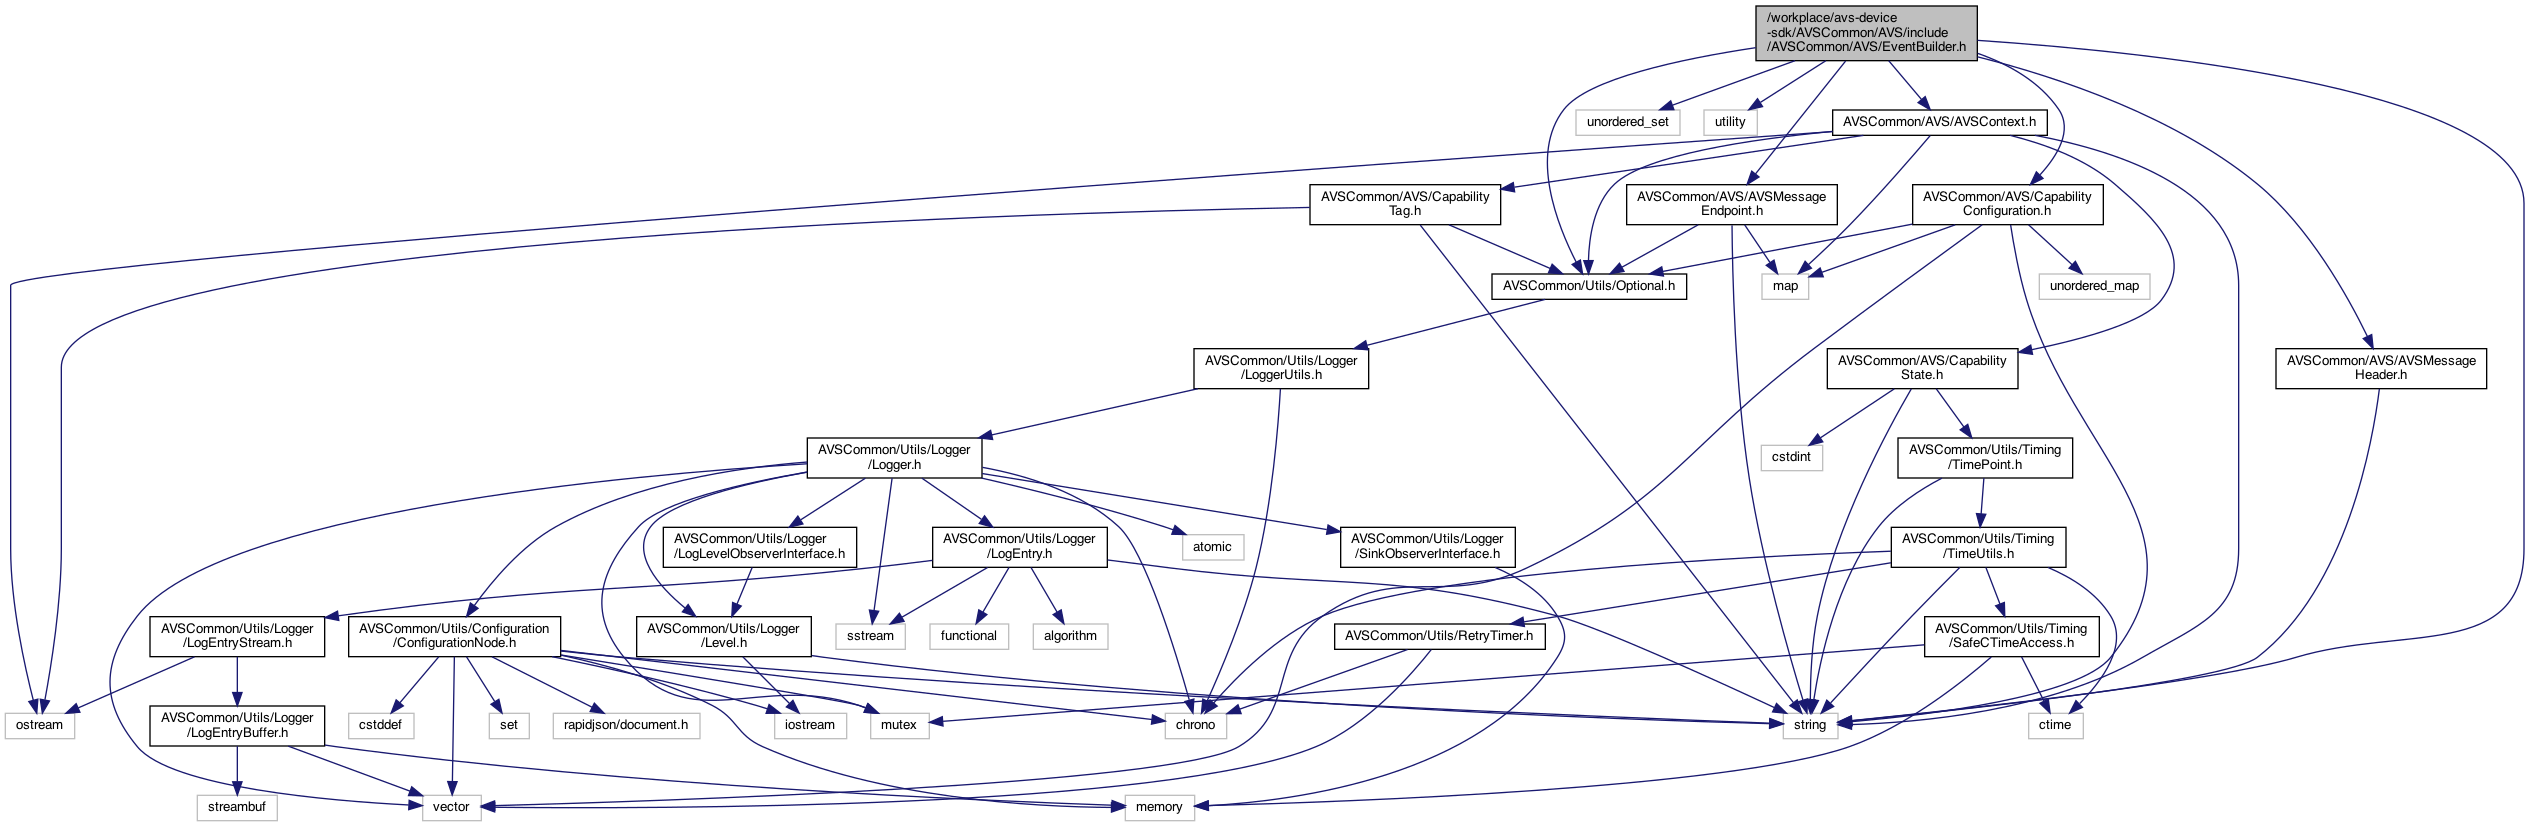 /workplace/avs-device
-sdk/AVSCommon/AVS/include
/AVSCommon/AVS/EventBuilder.h
unordered_set
utility
AVSCommon/AVS/AVSContext.h
AVSCommon/AVS/Capability
Tag.h
AVSCommon/AVS/AVSMessage
Endpoint.h
AVSCommon/AVS/Capability
Configuration.h
AVSCommon/Utils/Optional.h
map
unordered_map
AVSCommon/Utils/Logger
/LoggerUtils.h
AVSCommon/AVS/Capability
State.h
AVSCommon/AVS/AVSMessage
Header.h
AVSCommon/Utils/Logger
/Logger.h
cstdint
AVSCommon/Utils/Timing
/TimePoint.h
AVSCommon/Utils/Logger
/LogLevelObserverInterface.h
AVSCommon/Utils/Logger
/LogEntry.h
atomic
AVSCommon/Utils/Logger
/SinkObserverInterface.h
AVSCommon/Utils/Timing
/TimeUtils.h
AVSCommon/Utils/Logger
/LogEntryStream.h
AVSCommon/Utils/Configuration
/ConfigurationNode.h
AVSCommon/Utils/Logger
/Level.h
sstream
functional
algorithm
AVSCommon/Utils/RetryTimer.h
AVSCommon/Utils/Timing
/SafeCTimeAccess.h
ostream
AVSCommon/Utils/Logger
/LogEntryBuffer.h
cstddef
set
rapidjson/document.h
iostream
mutex
chrono
string
ctime
streambuf
vector
memory